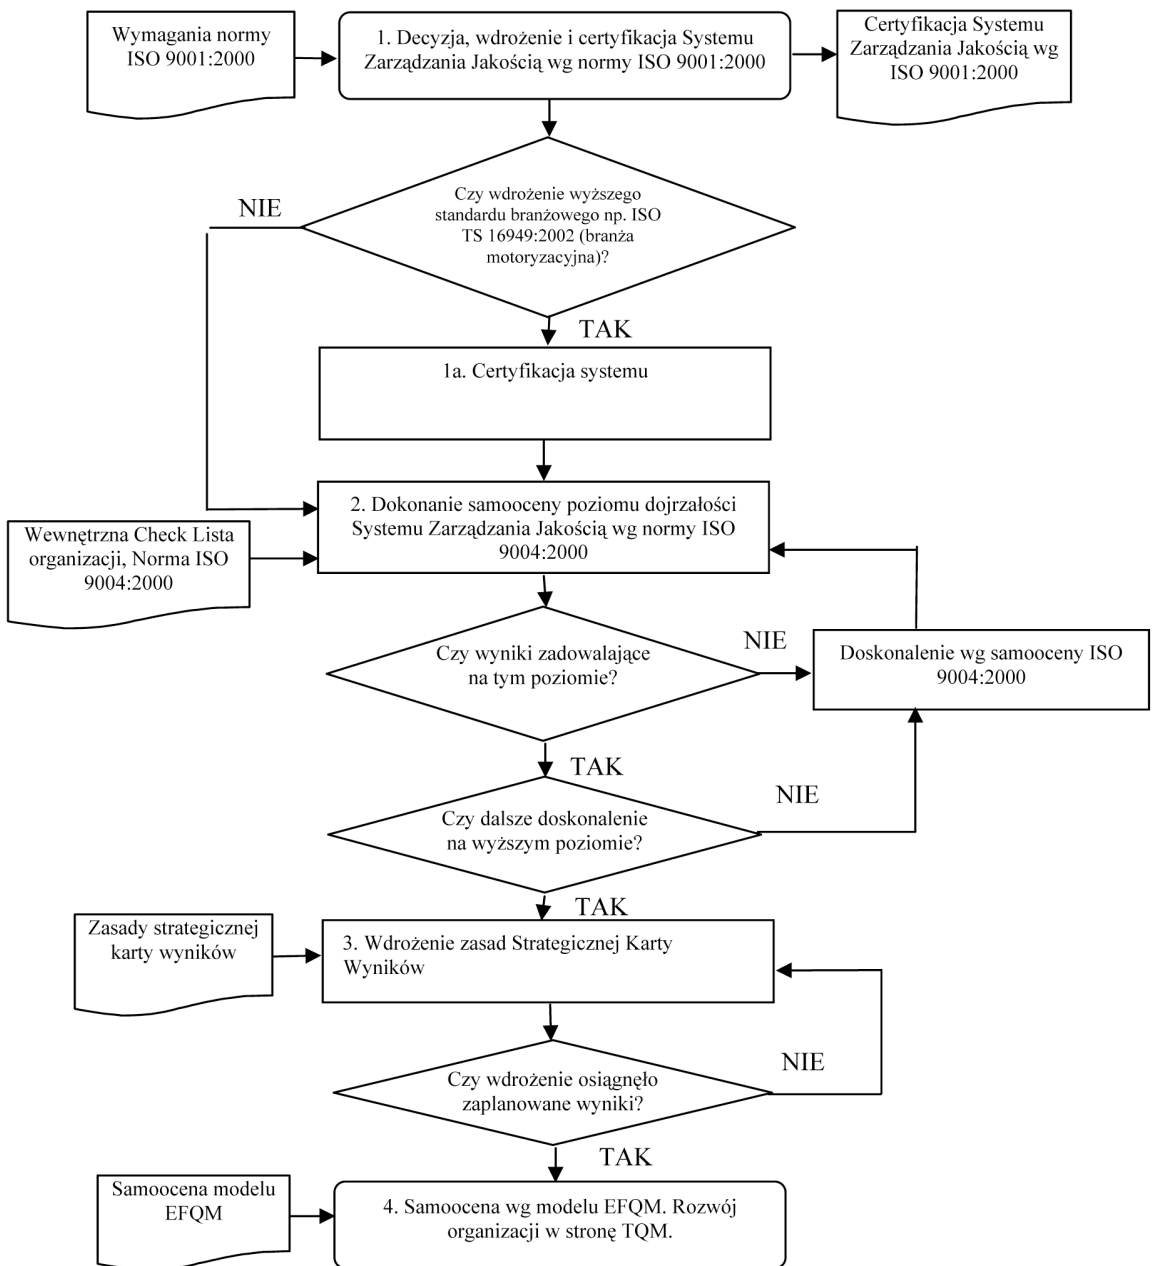 Wymagania normy
ISO 9001:2000
1. Decyzja, wdrożenie i certyfikacja Systemu
Zarządzania Jakością wg normy ISO 9001:2000
Certyfikacja Systemu
Zarządzania Jakością wg
ISO 9001:2000
Czy wdrożenie wyższego
standardu branżowego np. ISO
TS 16949:2002 (branża
motoryzacyjna)?
NIE
TAK
1a. Certyfikacja systemu
2. Dokonanie samooceny poziomu dojrzałości
Systemu Zarządzania Jakością wg normy ISO
9004:2000
Wewnętrzna Check Lista
organizacji, Norma ISO
9004:2000
Czy wyniki zadowalające
na tym poziomie?
NIE
Doskonalenie wg samooceny ISO
9004:2000
TAK
Czy dalsze doskonalenie
na wyższym poziomie?
NIE
TAK
Zasady strategicznej
karty wyników
3. Wdrożenie zasad Strategicznej Karty
Wyników
Czy wdrożenie osiągnęło
zaplanowane wyniki?
NIE
TAK
Samoocena modelu
EFQM
4. Samoocena wg modelu EFQM. Rozwój
organizacji w stronę TQM.